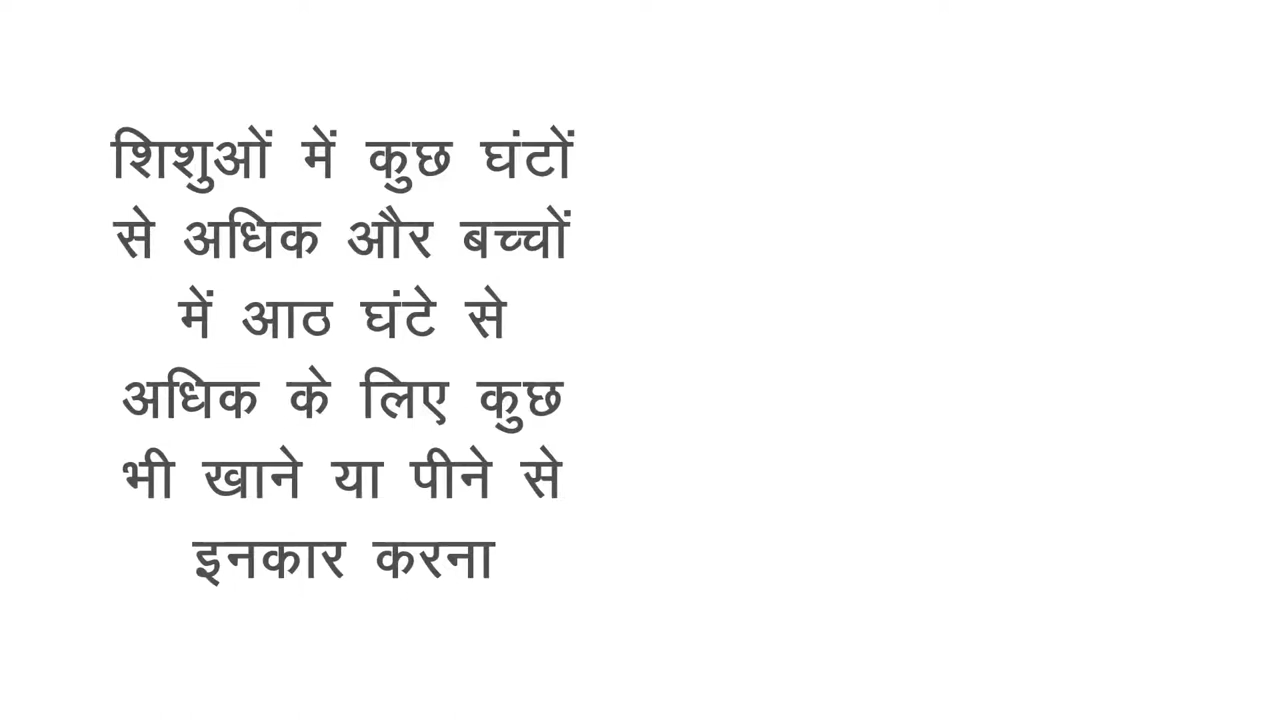 शिशुओं में कुछ घंटों
से अधिक और बच्चों
में आठ घंटे से
अधिक के लिए कुछ
भी खाने या पीने से
इनकार करना